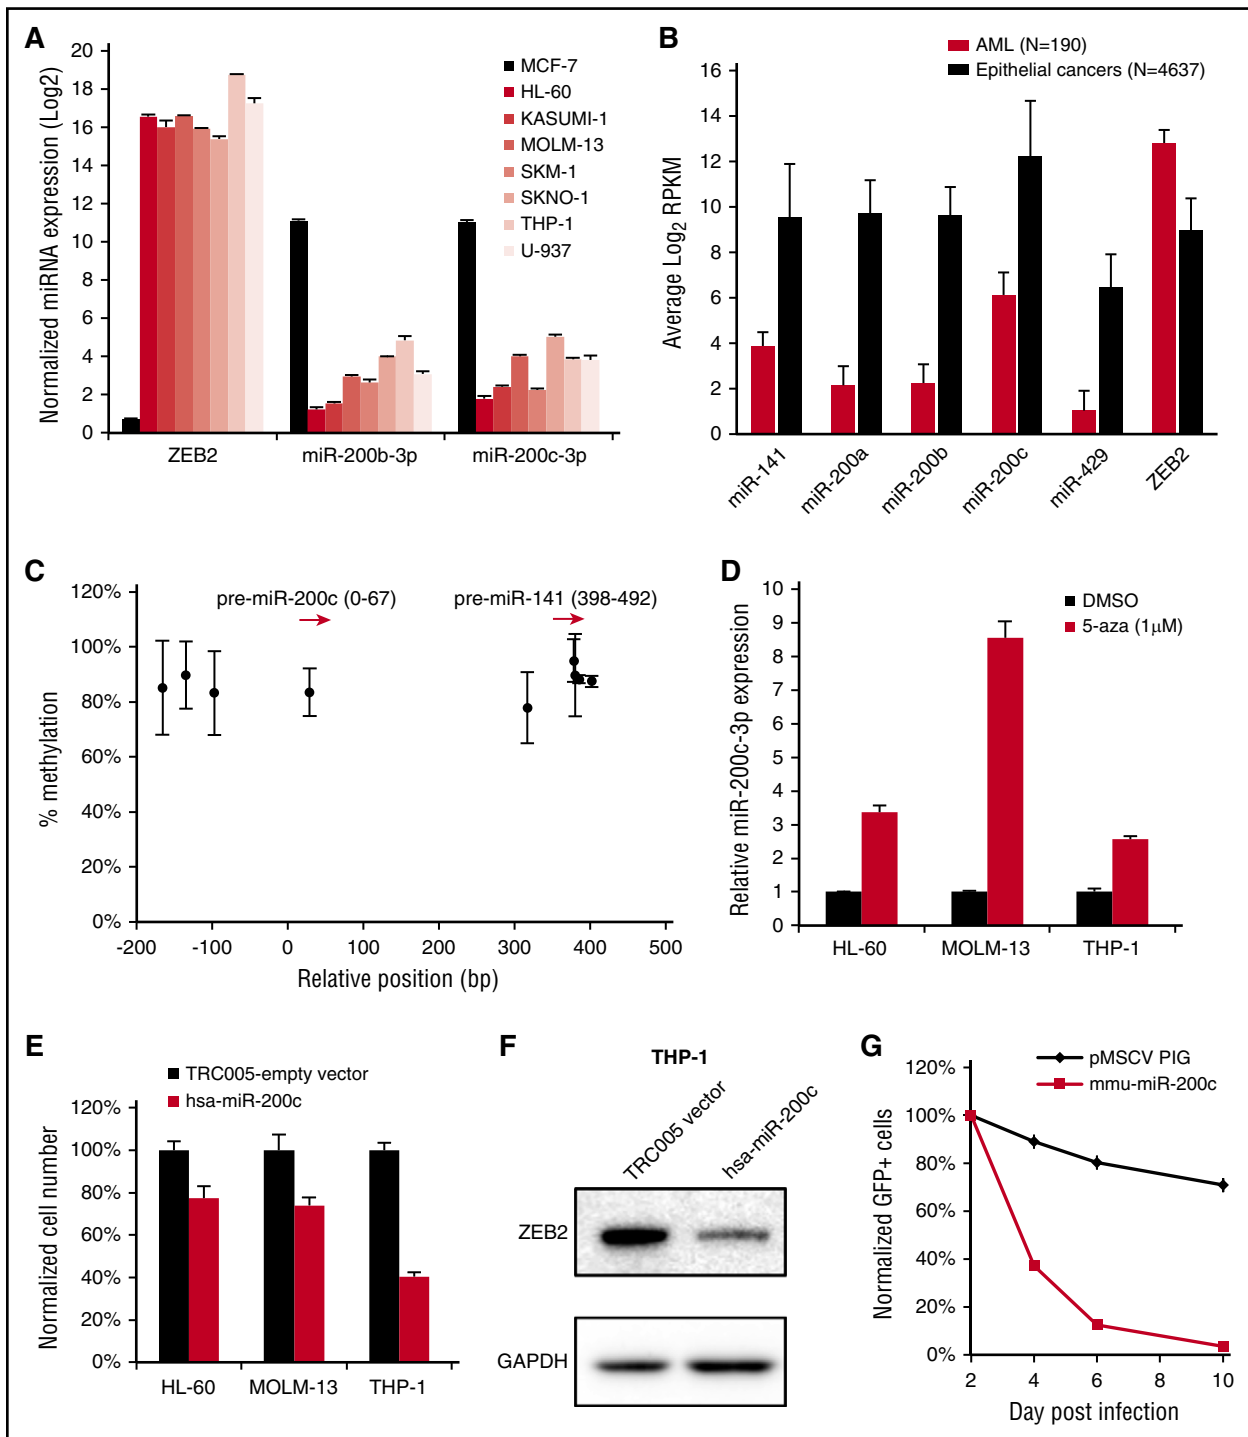 A
Normalized miRNA expression (Log2)
20
18
16
14
12
10
8
6
4
2
0
ZEB2
miR-200b-3p
miR-200c-3p
MCF-7
HL-60
KASUMI-1
MOLM-13
SKM-1
SKNO-1
THP-1
U-937
B
AML (N=190)
Epithelial cancers (N=4637)
Average Log2 RPKM
16
14
12
10
8
6
4
2
0
miR-141
miR-200a
miR-200b
miR-200c
miR-429
ZEB2
C
% methylation
120%
100%
80%
60%
40%
20%
0%
pre-miR-200c (0-67)
pre-miR-141 (398-492)
-200
-100
0
100
200
300
400
500
Relative position (bp)
D
Relative miR-200c-3p expression
10
9
8
7
6
5
4
3
2
1
0
DMSO
5-aza (1μM)
HL-60
MOLM-13
THP-1
E
TRC005-empty vector
hsa-miR-200c
Normalized cell number
120%
100%
80%
60%
40%
20%
0%
HL-60
MOLM-13
THP-1
F
THP-1
TRC005 vector
hsa-miR-200c
ZEB2
GAPDH
G
pMSCV PIG
mmu-miR-200c
Normalized GFP+ cells
120%
100%
80%
60%
40%
20%
0%
2
4
6
8
10
Day post infection